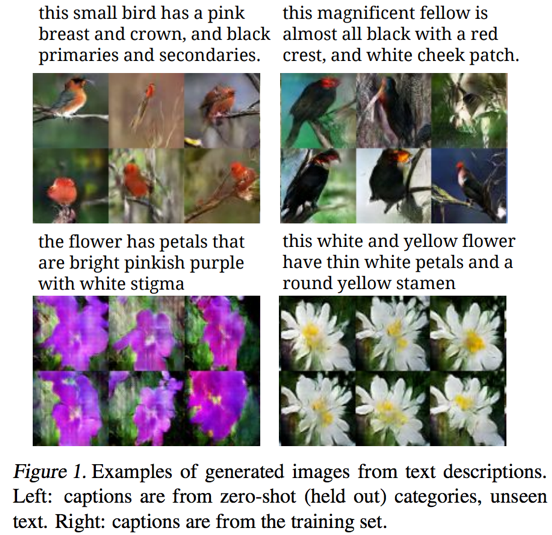 this small bird has a pink
breast and crown, and black
primaries and secondaries.
this magnificent fellow is
almost all black with a red
crest, and white cheek patch.
the flower has petals that
are bright pinkish purple
with white stigma
this white and yellow flower
have thin white petals and a
round yellow stamen
Figure 1. Examples of generated images from text descriptions.
Left: captions are from zero-shot (held out) categories, unseen
text. Right: captions are from the training set.